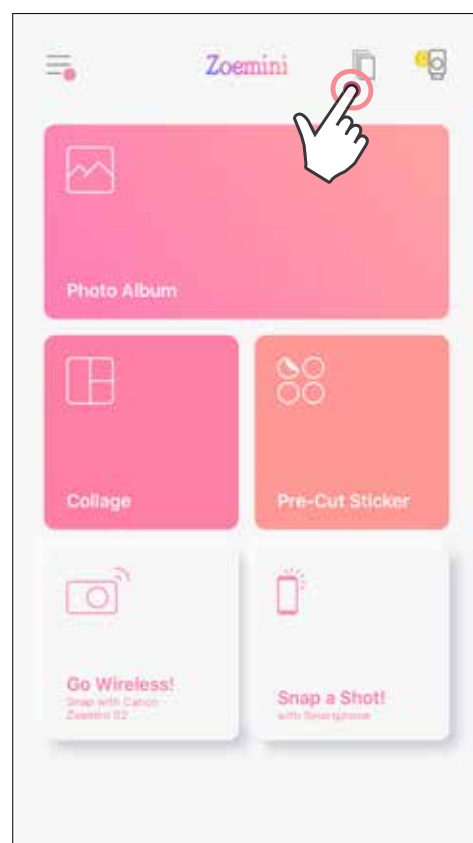 Zoemini
Photo Album
Collage
Pre-Cut Sticker
Go Wireless!
Snap with Canon
Zoemini S2
Snap a Shot!
with Smartphone